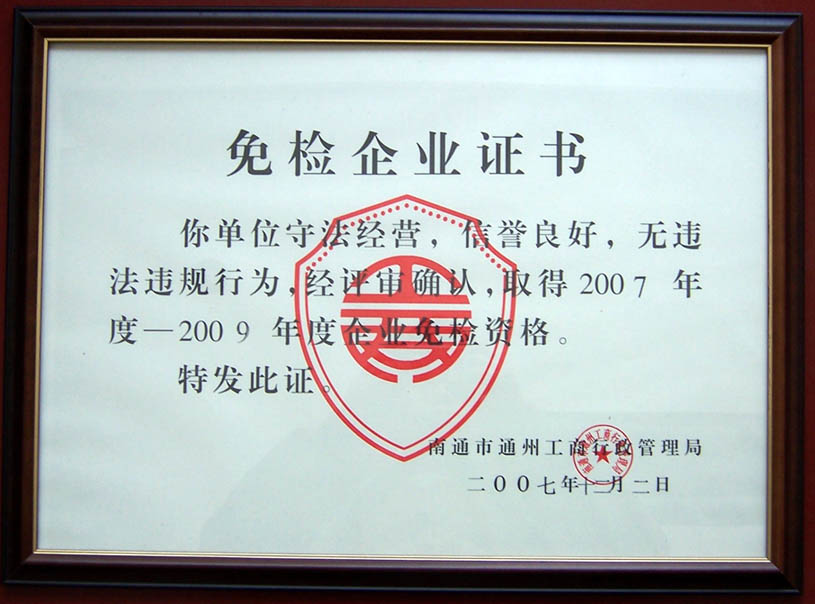 免检企业证书
你单位守法经营，信誉良好，无违
法违规行为，经评审确认，取得2007 年
度—2009 年度企业免检资格。
特发此证。
南通市通州工商行政管理局
二00七年十二月二日